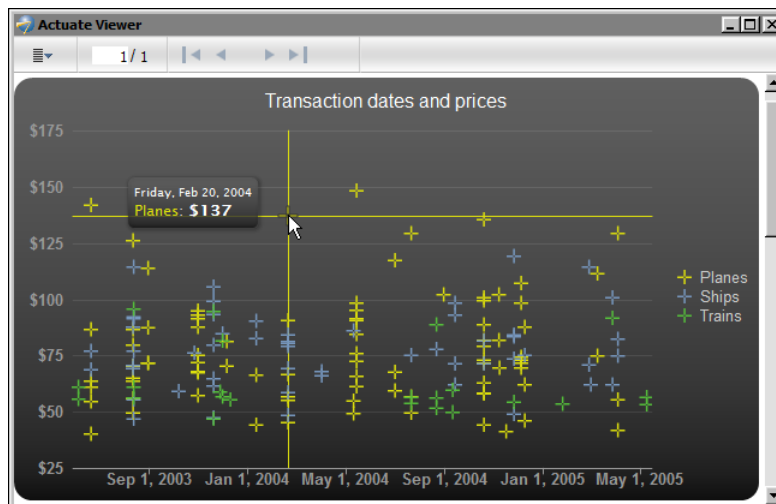 Actuate Viewer
1/ 1
Transaction dates and prices
$175
$150
$125
$100
$75
$50
$25
Friday, Feb 20, 2004
Planes: $137
Planes
Ships
Trains
Sep 1, 2003
Jan 1, 2004
May 1, 2004
Sep 1, 2004
Jan 1, 2005
May 1, 2005